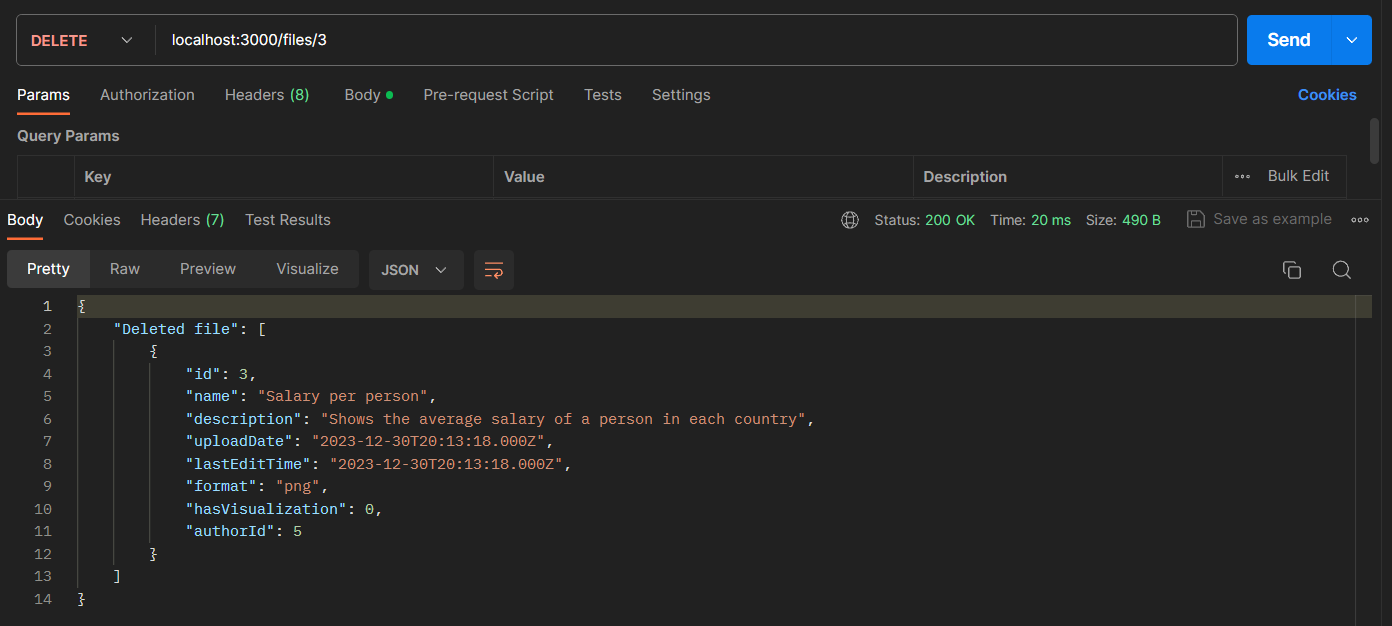 DELETE localhost:3000/files/3 Send
Params Authorization Headers (8) Body Pre-request Script Tests Settings Cookies
Query Params
Key Value Description Bulk Edit
Body Cookies Headers (7) Test Results Status: 200 OK Time: 20 ms Size: 490 B Save as example
Pretty Raw Preview Visualize JSON
1 {
2 "Deleted file": [
3 {
4 "id": 3,
5 "name": "Salary per person",
6 "description": "Shows the average salary of a person in each country",
7 "uploadDate": "2023-12-30T20:13:18.000Z",
8 "lastEditTime": "2023-12-30T20:13:18.000Z",
9 "format": "png",
10 "hasVisualization": 0,
11 "authorId": 5
12 }
13 ]
14 }